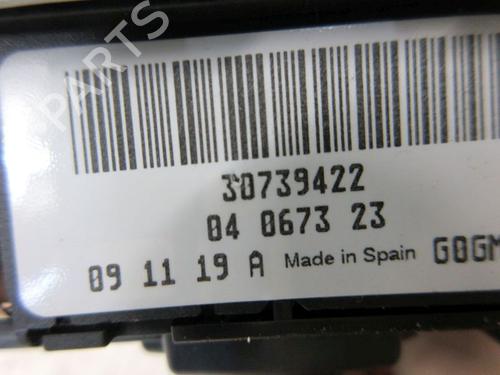 30739422
04 0673 23
09 11 19 A Made in Spain G0GM
B-PARTS